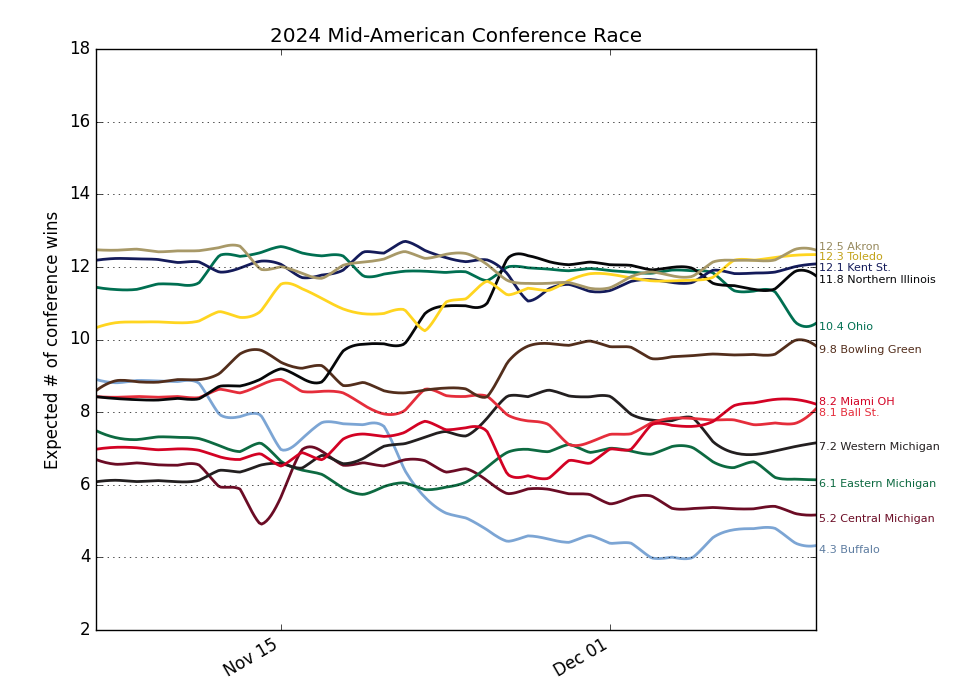 2024 Mid-American Conference Race
Expected # of conference wins
18
16
14
12
10
8
6
4
2
Nov 15
Dec 01
12.5 Akron
12.3 Toledo
12.1 Kent St.
11.8 Northern Illinois
10.4 Ohio
9.8 Bowling Green
8.2 Miami OH
8.1 Ball St.
7.2 Western Michigan
6.1 Eastern Michigan
5.2 Central Michigan
4.3 Buffalo